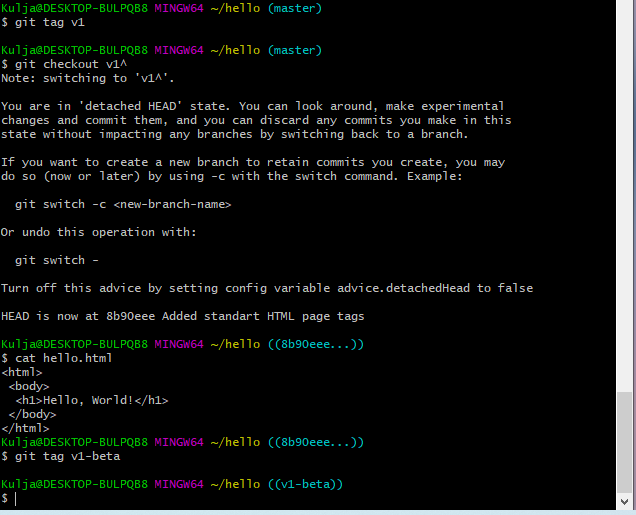 Kulja@DESKTOP-BULPQB8 MINGW64 ~/hello (master)
$ git tag v1
Kulja@DESKTOP-BULPQB8 MINGW64 ~/hello (master)
$ git checkout v1^
Note: switching to 'v1^'.
You are in 'detached HEAD' state. You can look around, make experimental
changes and commit them, and you can discard any commits you make in this
state without impacting any branches by switching back to a branch.
If you want to create a new branch to retain commits you create, you may
do so (now or later) by using -c with the switch command. Example:
  git switch -c <new-branch-name>
Or undo this operation with:
  git switch -
Turn off this advice by setting config variable advice.detachedHead to false
HEAD is now at 8b90eee Added standart HTML page tags
Kulja@DESKTOP-BULPQB8 MINGW64 ~/hello ((8b90eee...))
$ cat hello.html
<html>
 <body>
  <h1>Hello, World!</h1>
 </body>
</html>
Kulja@DESKTOP-BULPQB8 MINGW64 ~/hello ((8b90eee...))
$ git tag v1-beta
Kulja@DESKTOP-BULPQB8 MINGW64 ~/hello ((v1-beta))
$